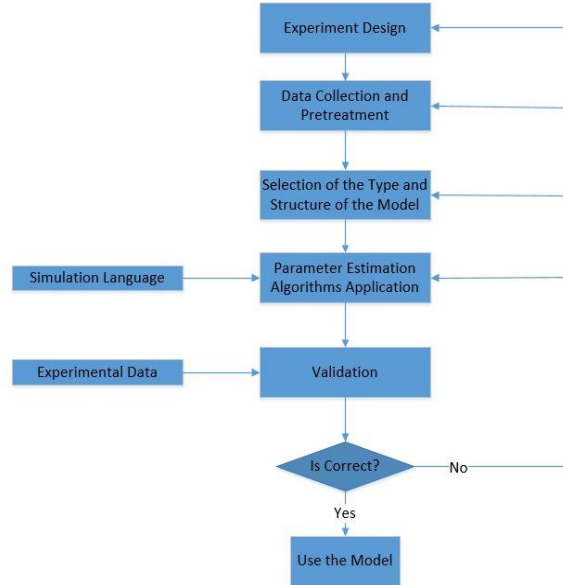 Experiment Design
Data Collection and
Pretreatment
Selection of the Type and
Structure of the Model
Simulation Language
Parameter Estimation
Algorithms Application
Experimental Data
Validation
Is Correct?
No
Yes
Use the Model